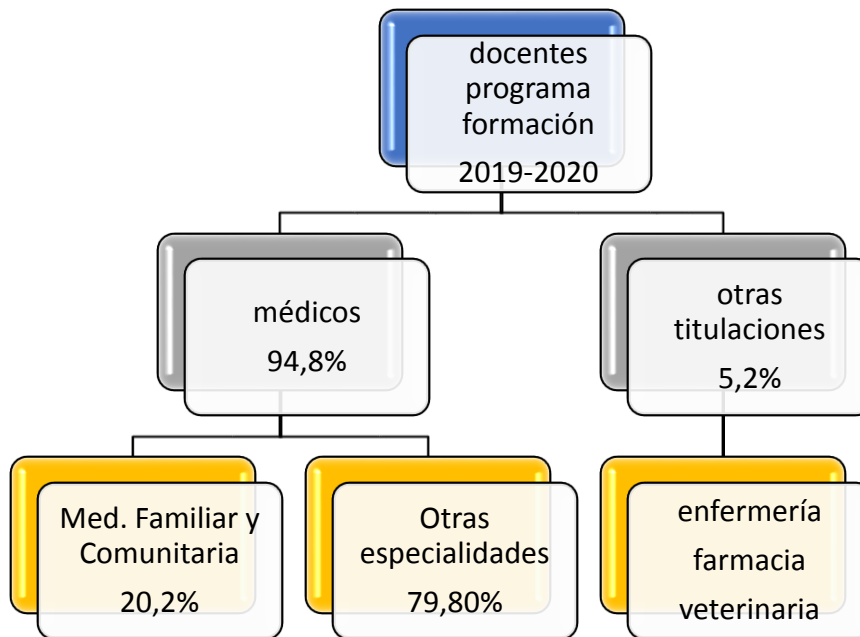 docentes
programa
formación
2019-2020
médicos
94,8%
otras
titulaciones
5,2%
Med. Familiar y
Comunitaria
20,2%
Otras
especialidades
79,80%
enfermería
farmacia
veterinaria